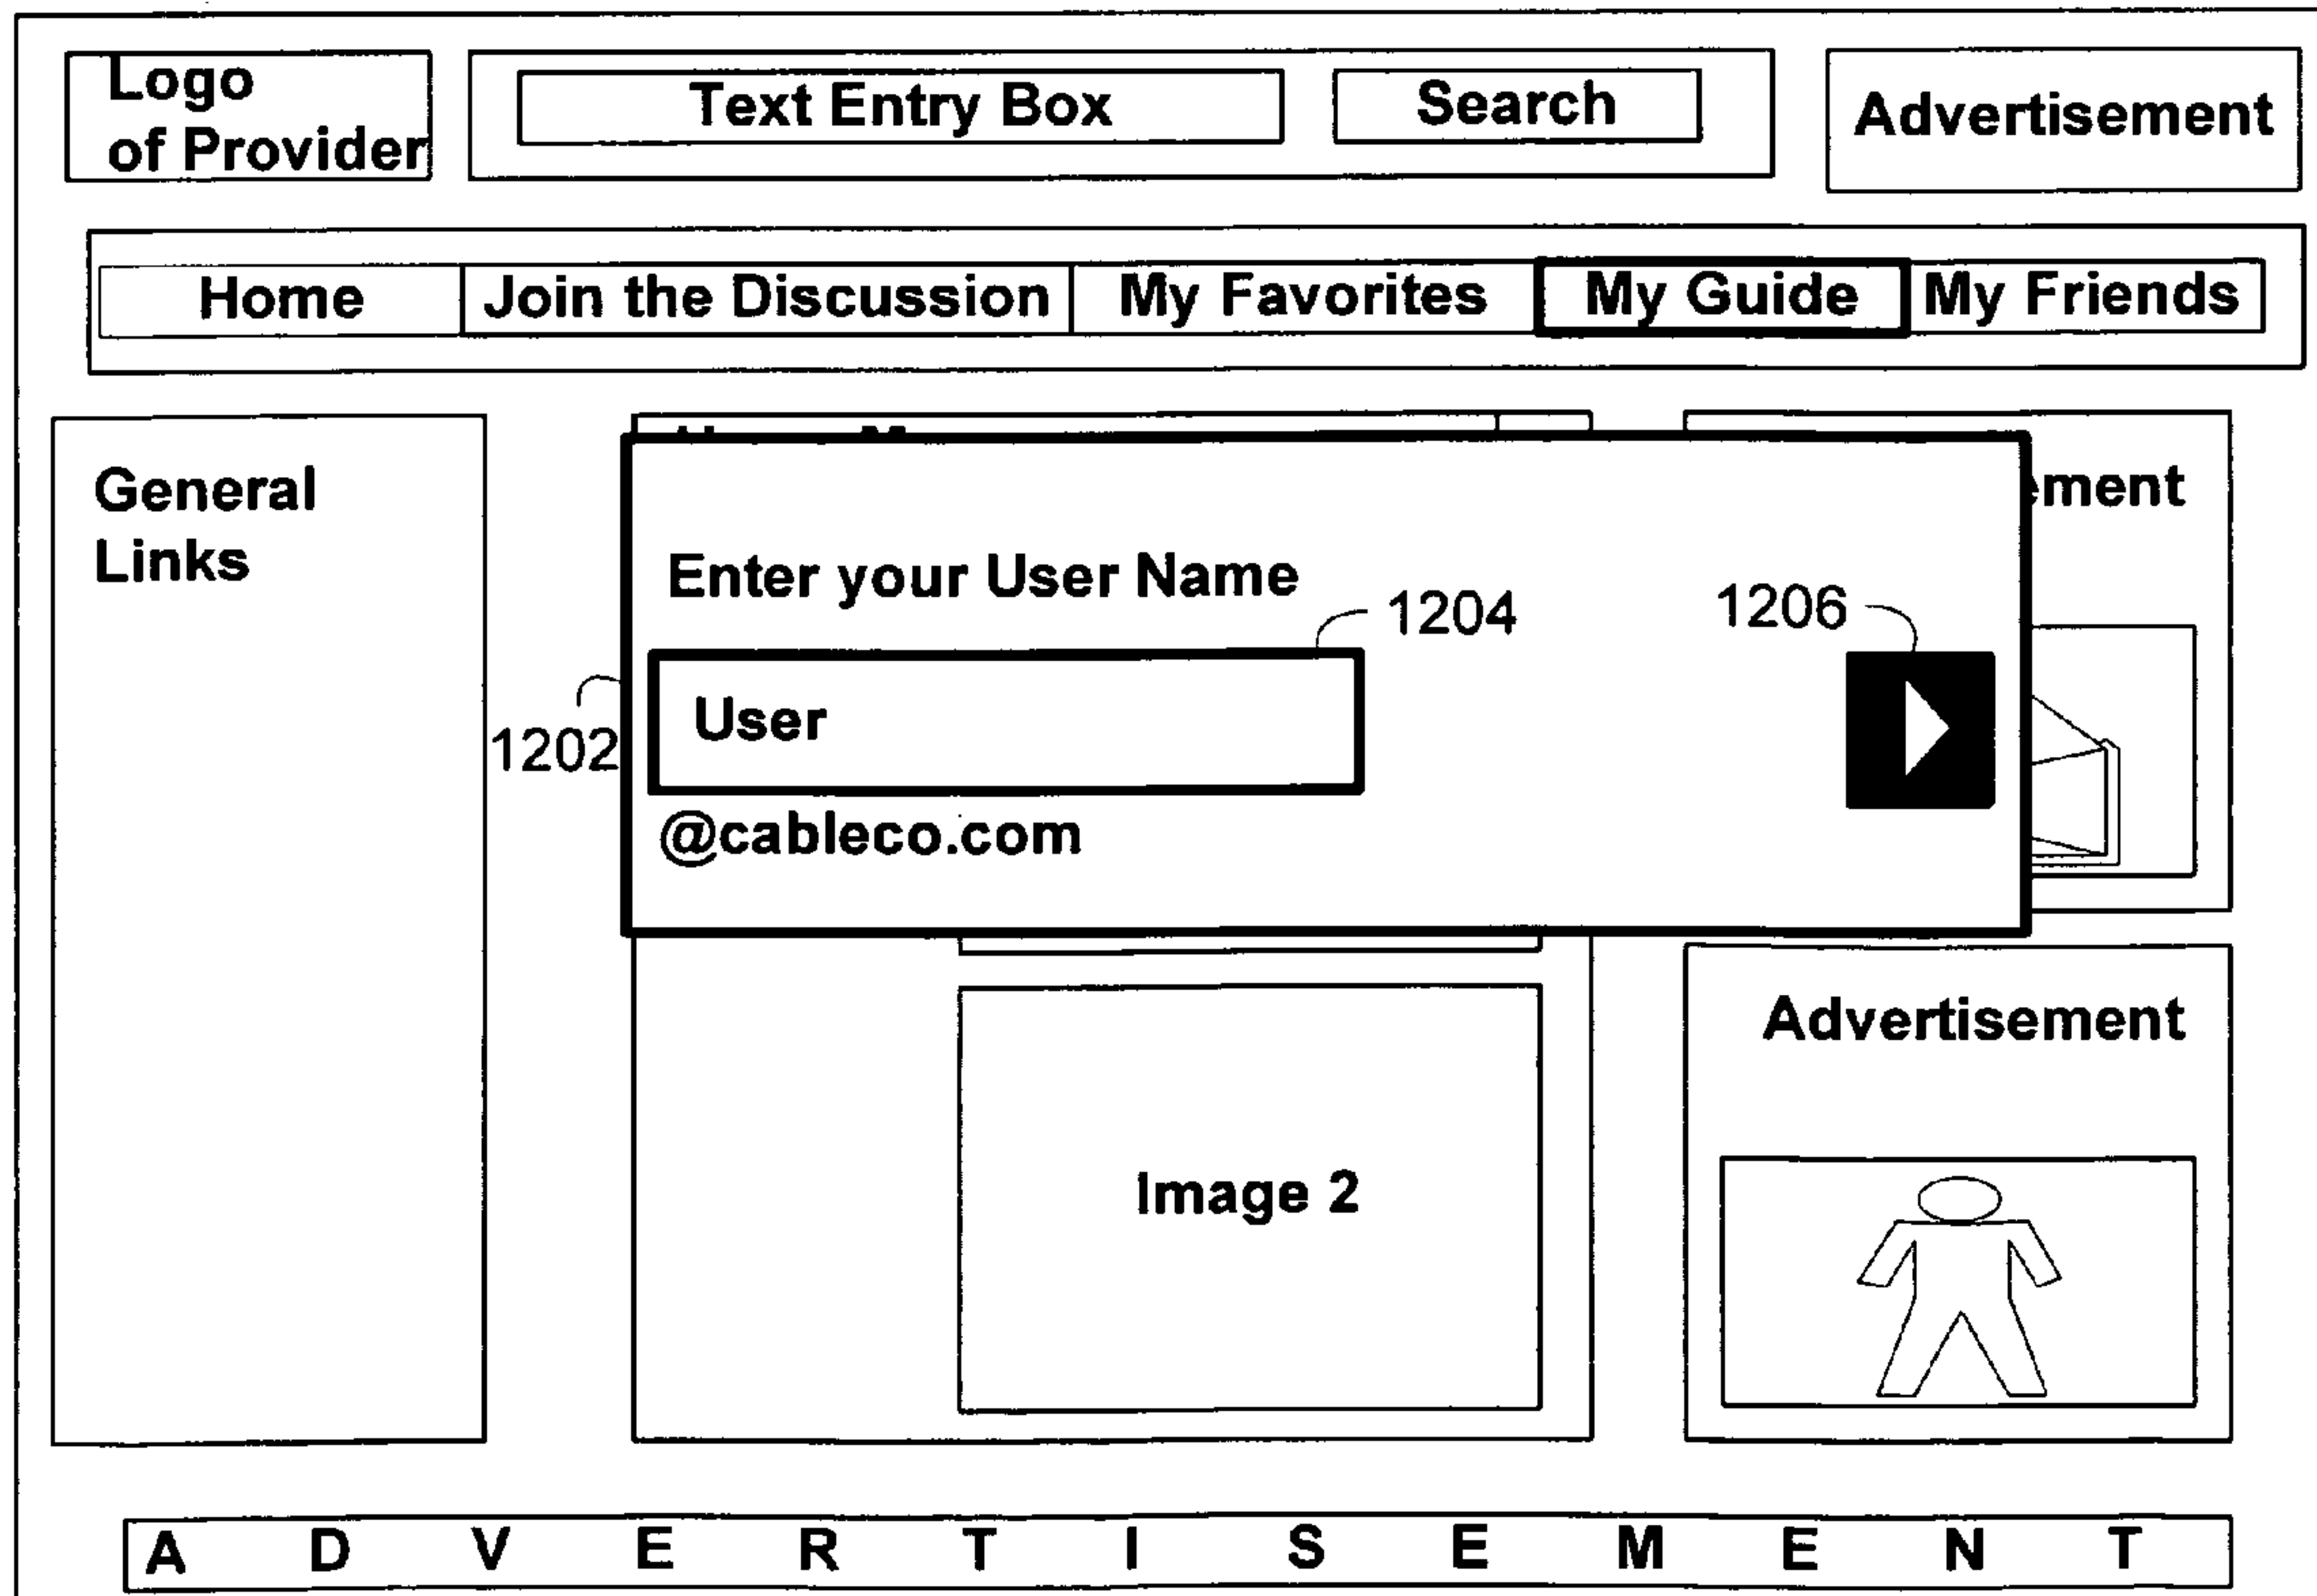 Logo
of Provider
Text Entry Box
Search
Advertisement
Home
Join the Discussion
My Favorites
My Guide
My Friends
General
Links
ement
Enter your User Name
1204
1206
User
1202
@cableco.com
Advertisement
Image 2
A D V E R T I S E M E N T